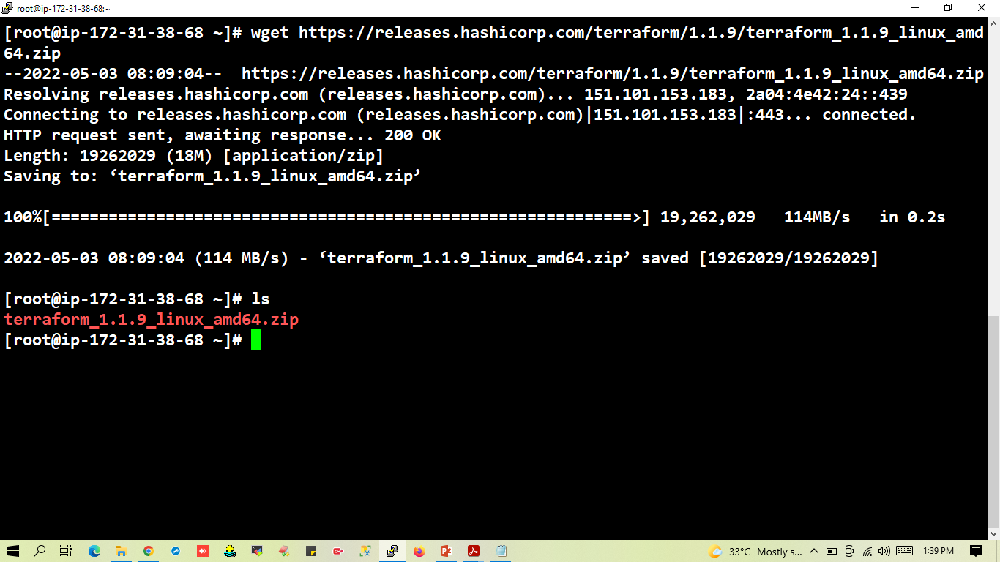 root@ip-172-31-38-68:~
[root@ip-172-31-38-68 ~]# wget https://releases.hashicorp.com/terraform/1.1.9/terraform_1.1.9_linux_amd
64.zip
--2022-05-03 08:09:04--  https://releases.hashicorp.com/terraform/1.1.9/terraform_1.1.9_linux_amd64.zip
Resolving releases.hashicorp.com (releases.hashicorp.com)... 151.101.153.183, 2a04:4e42:24::439
Connecting to releases.hashicorp.com (releases.hashicorp.com)|151.101.153.183|:443... connected.
HTTP request sent, awaiting response... 200 OK
Length: 19262029 (18M) [application/zip]
Saving to: ‘terraform_1.1.9_linux_amd64.zip’
100%[=============================================================>] 19,262,029   114MB/s   in 0.2s
2022-05-03 08:09:04 (114 MB/s) - ‘terraform_1.1.9_linux_amd64.zip’ saved [19262029/19262029]
[root@ip-172-31-38-68 ~]# ls
terraform_1.1.9_linux_amd64.zip
[root@ip-172-31-38-68 ~]#
33°C Mostly s... 1:39 PM